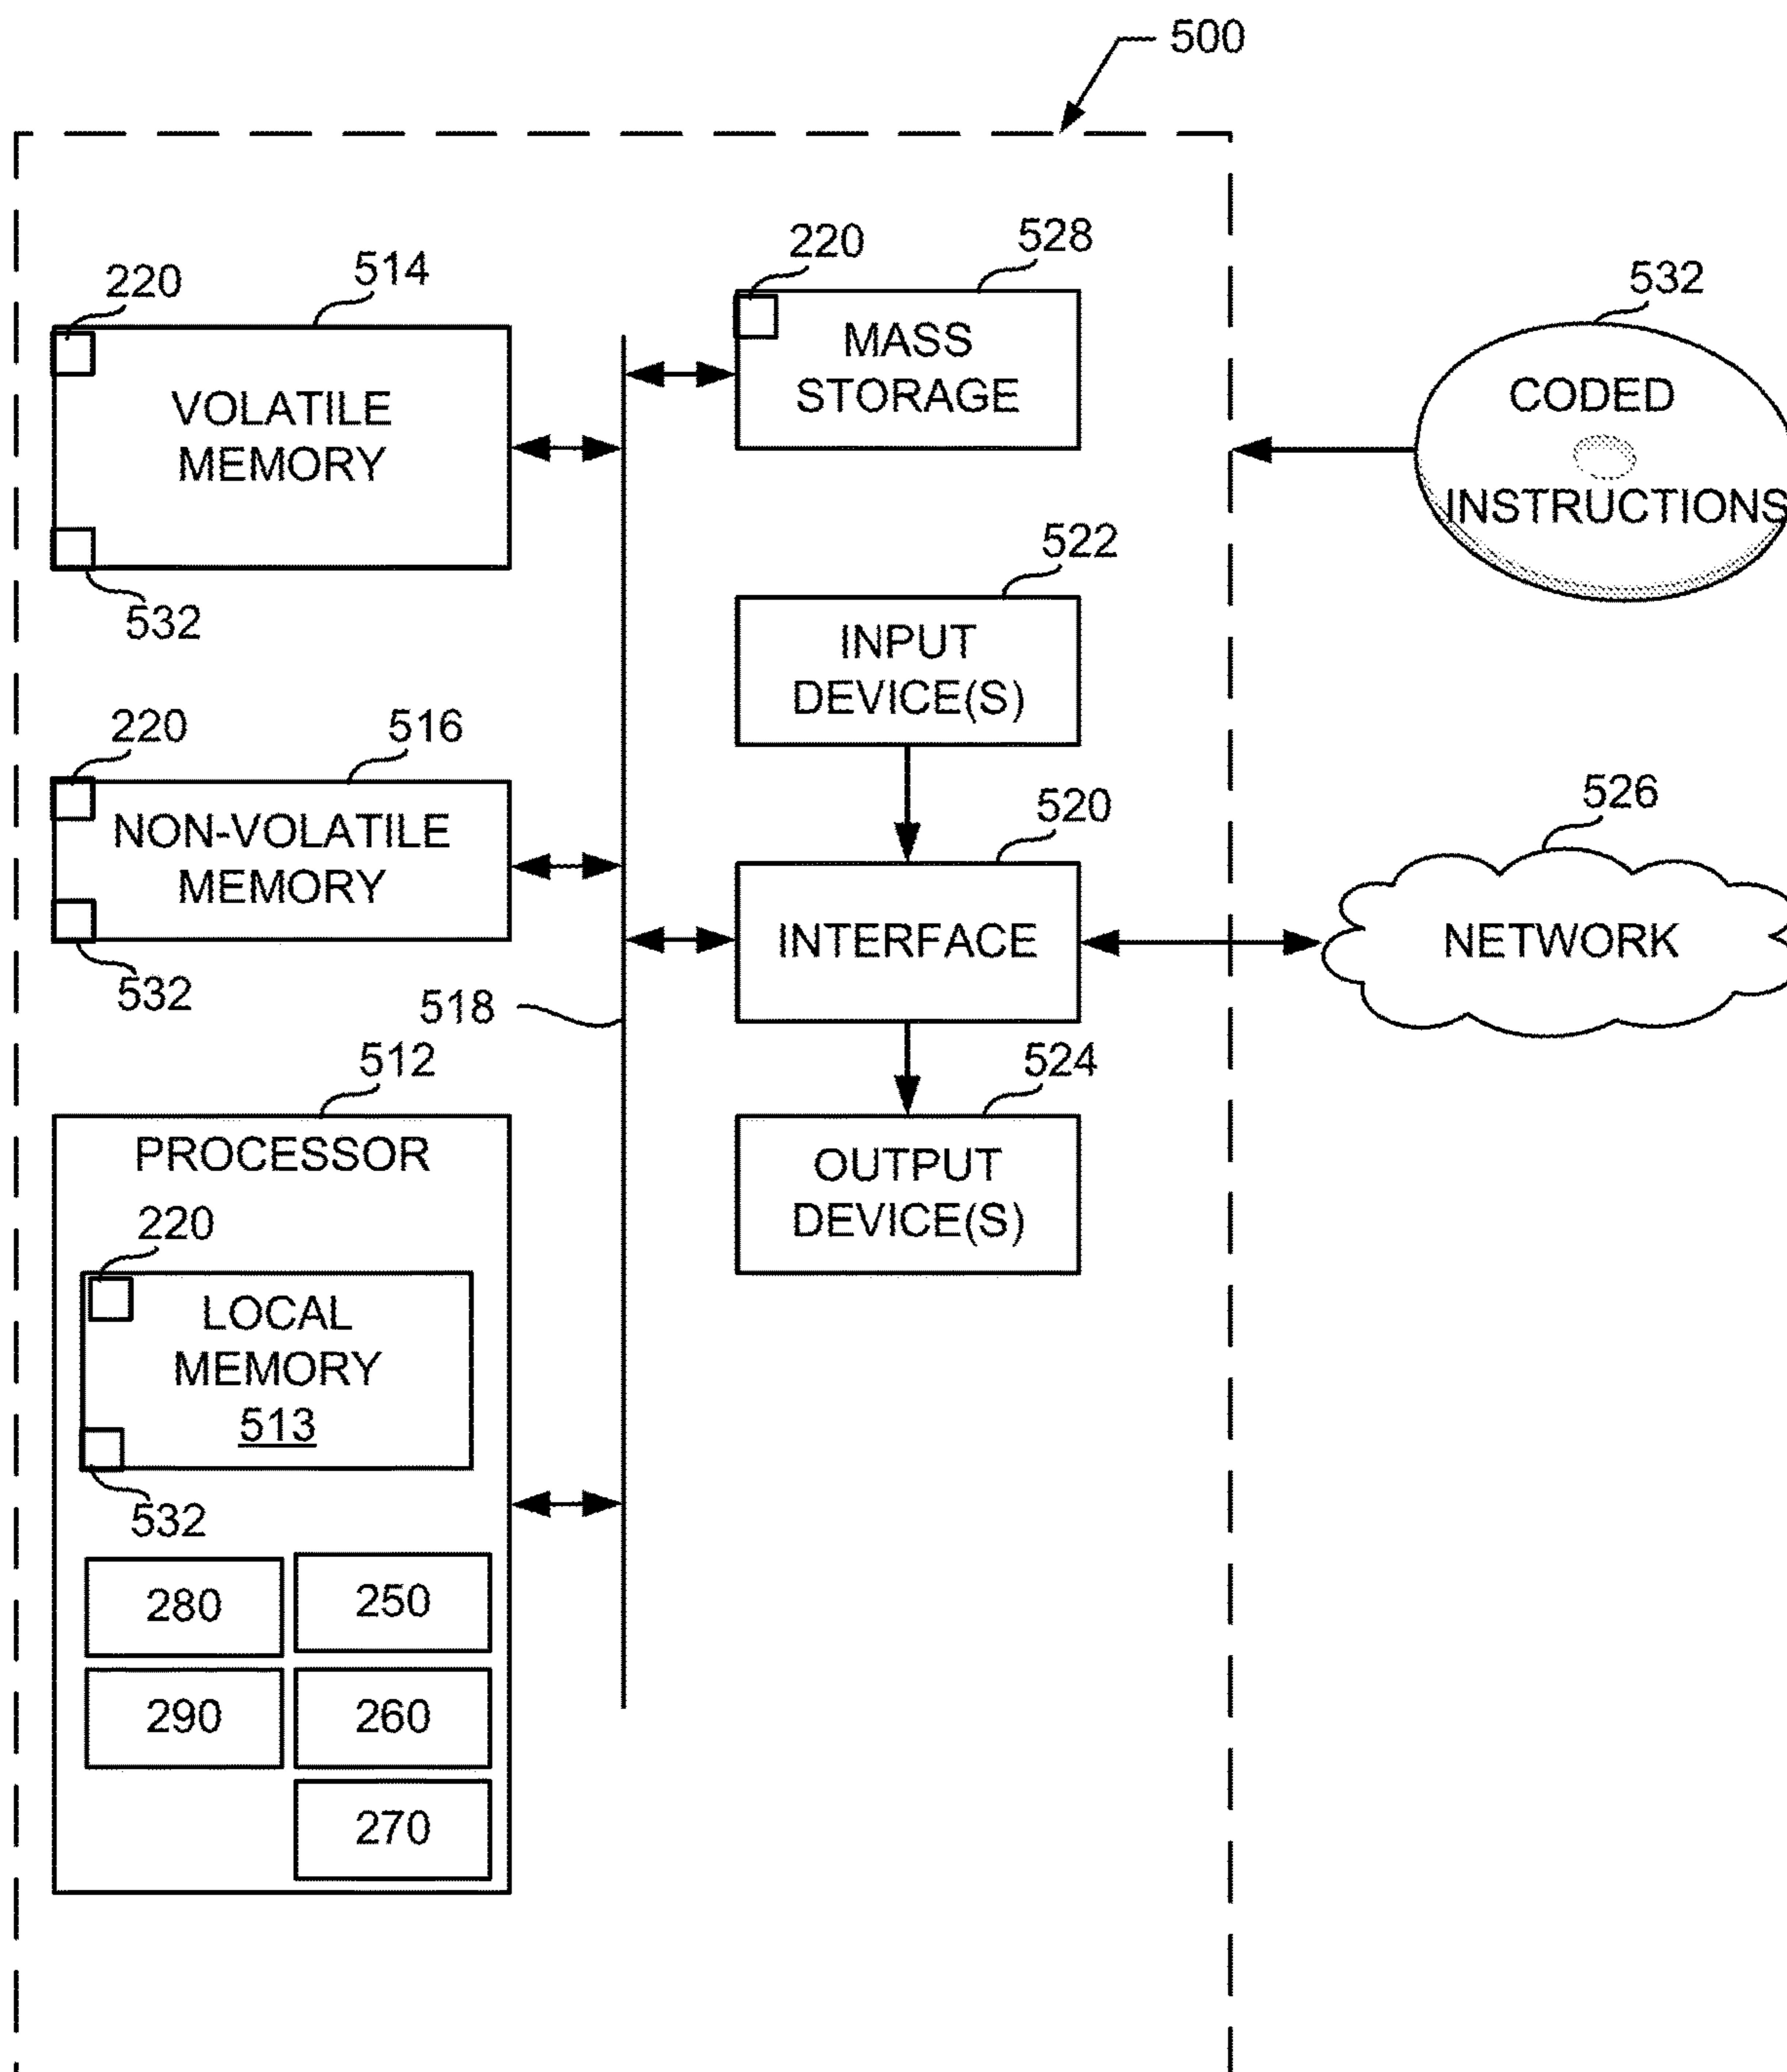 500
220
514
VOLATILE
MEMORY
532
220
528
MASS
STORAGE
532
CODED
INSTRUCTIONS
522
INPUT
DEVICE(S)
220
516
NON-VOLATILE
MEMORY
532
518
520
INTERFACE
526
NETWORK
512
PROCESSOR
220
LOCAL
MEMORY
513
532
524
OUTPUT
DEVICE(S)
280
250
290
260
270